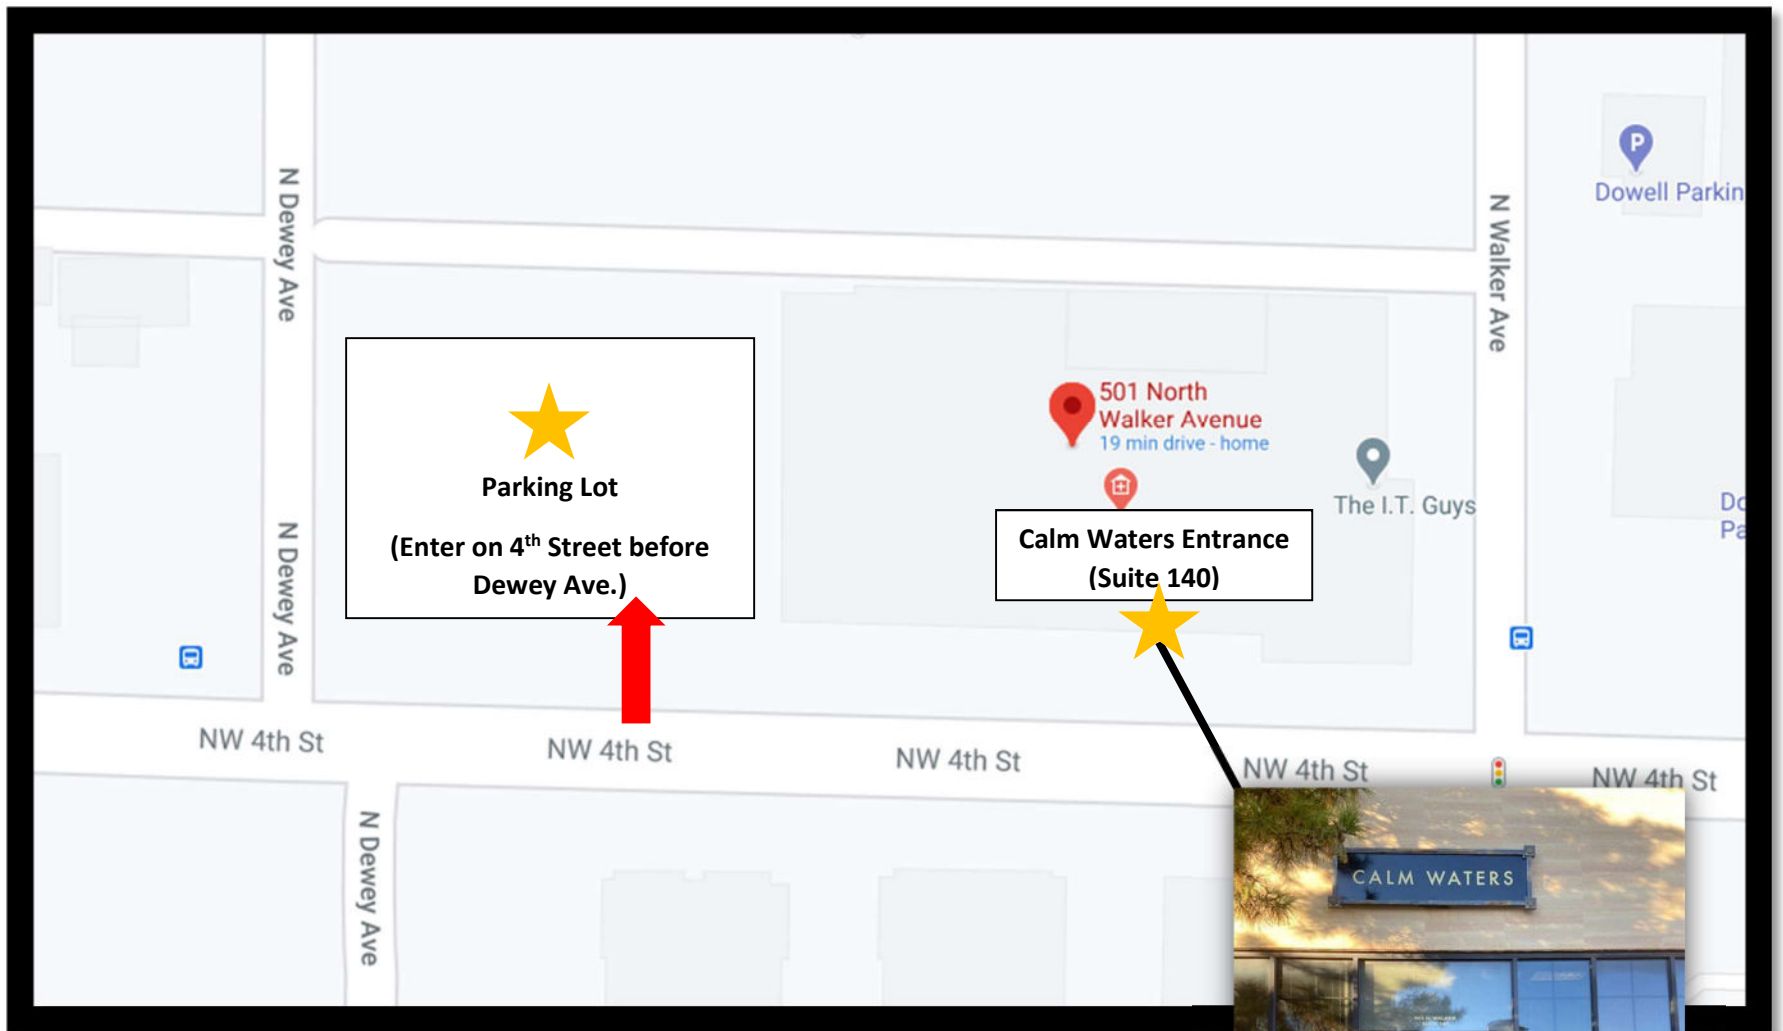 N Dewey Ave
N Walker Ave
P
Dowell Parkin
501 North
Walker Avenue
19 min drive - home
The I.T. Guys
Parking Lot
(Enter on 4th Street before
Dewey Ave.)
Calm Waters Entrance
(Suite 140)
Do
Pa
N Dewey Ave
NW 4th St
NW 4th St
NW 4th St
NW 4th St
NW 4th St
N Dewey Ave
CALM WATERS